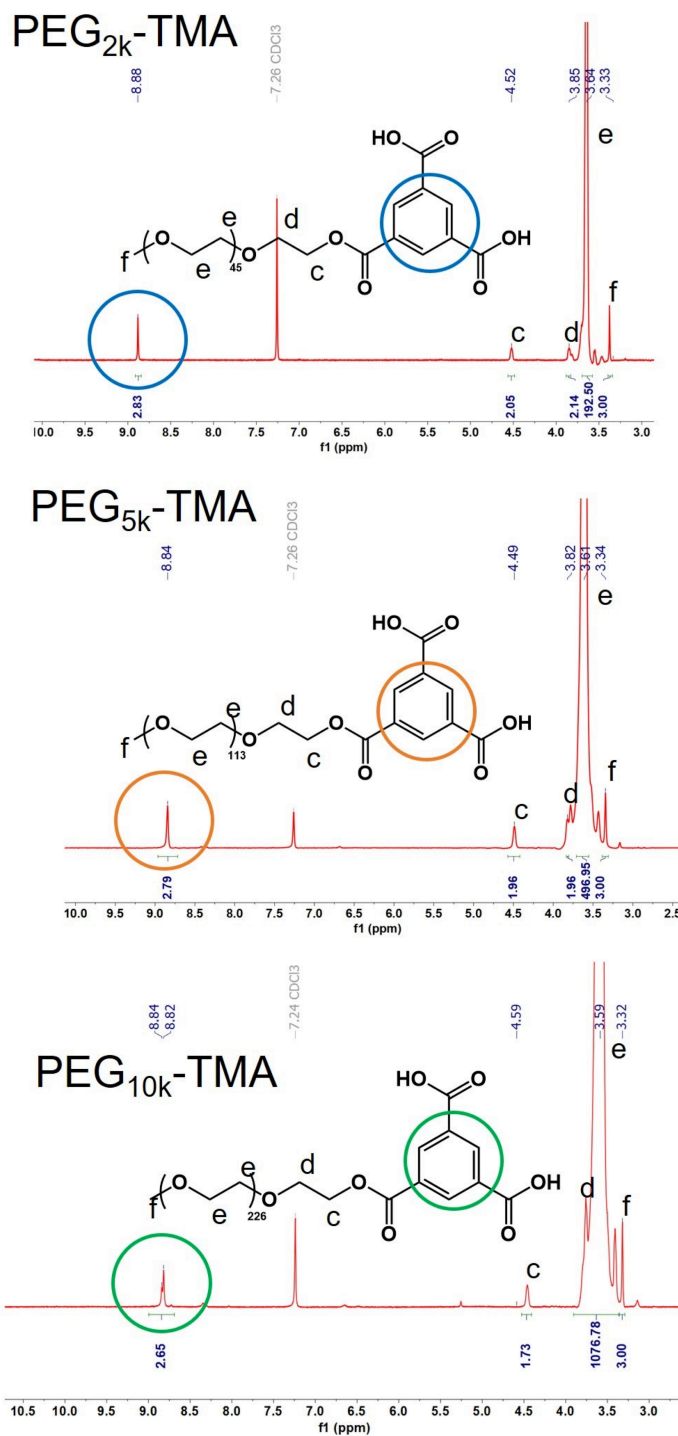 PEG2k-TMA
8.88
7.26 CDCl3
4.52
3.85
3.64
3.33
e
HO O
OH
e d
f O O O
e 45 c O O
f
c d
2.83
2.05
2.14
192.50
3.00
10.0 9.5 9.0 8.5 8.0 7.5 7.0 6.5 6.0 5.5 5.0 4.5 4.0 3.5 3.0
f1 (ppm)
PEG5k-TMA
8.84
7.26 CDCl3
4.49
3.82
3.61
3.34
e
HO O
OH
e d
f O O O
e 113 c O O
f
c d
2.79
1.96
1.96
496.95
3.00
10.0 9.5 9.0 8.5 8.0 7.5 7.0 6.5 6.0 5.5 5.0 4.5 4.0 3.5 3.0 2.5
f1 (ppm)
8.84
8.82
7.24 CDCl3
4.59
3.59
3.32
e
PEG10k-TMA
HO O
OH
e d
f O O O
e 226 c O O
d f
c
2.65
1.73
1076.78
3.00
10.5 10.0 9.5 9.0 8.5 8.0 7.5 7.0 6.5 6.0 5.5 5.0 4.5 4.0 3.5 3.0
f1 (ppm)